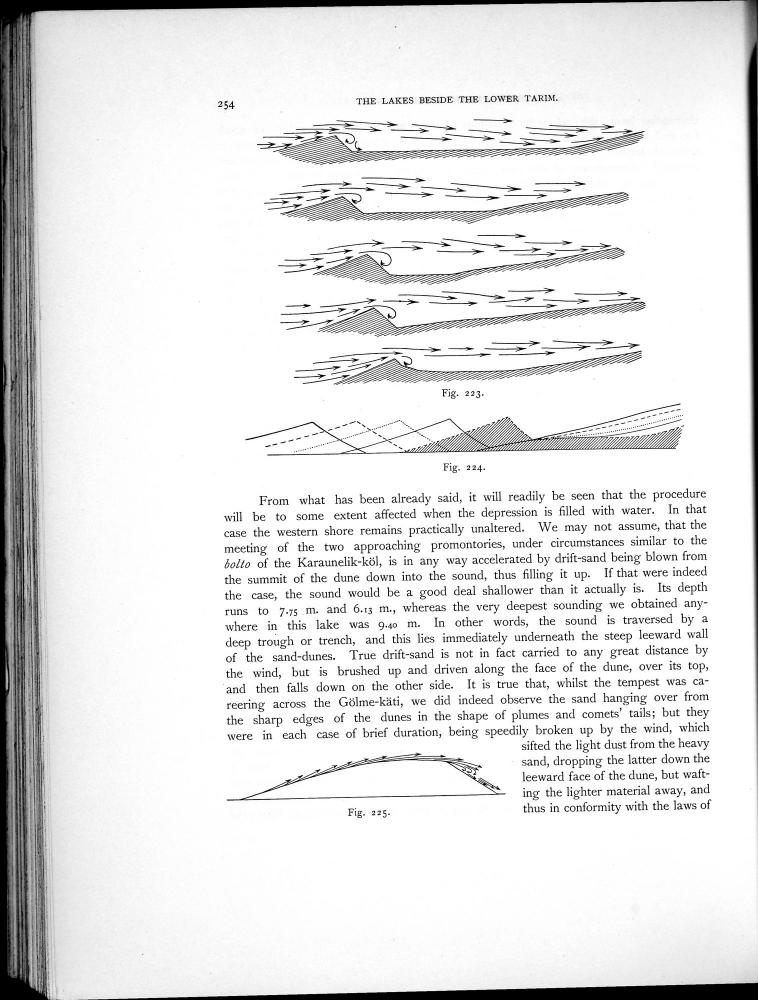 254
THE LAKES BESIDE THE LOWER TARIM.
Fig. 223.
Fig. 224.
From what has been already said, it will readily be seen that the procedure
will be to some extent affected when the depression is filled with water. In that
case the western shore remains practically unaltered. We may not assume, that the
meeting of the two approaching promontories, under circumstances similar to the
bolto of the Karaunelik-köl, is in any way accelerated by drift-sand being blown from
the summit of the dune down into the sound, thus filling it up. If that were indeed
the case, the sound would be a good deal shallower than it actually is. Its depth
runs to 7.75 m. and 6.13 m., whereas the very deepest sounding we obtained any-
where in this lake was 9.40 m. In other words, the sound is traversed by a
deep trough or trench, and this lies immediately underneath the steep leeward wall
of the sand-dunes. True drift-sand is not in fact carried to any great distance by
the wind, but is brushed up and driven along the face of the dune, over its top,
and then falls down on the other side. It is true that, whilst the tempest was ca-
reering across the Gölme-käti, we did indeed observe the sand hanging over from
the sharp edges of the dunes in the shape of plumes and comets' tails; but they
were in each case of brief duration, being speedily broken up by the wind, which
sifted the light dust from the heavy
sand, dropping the latter down the
leeward face of the dune, but waft-
ing the lighter material away, and
thus in conformity with the laws of
Fig. 225.